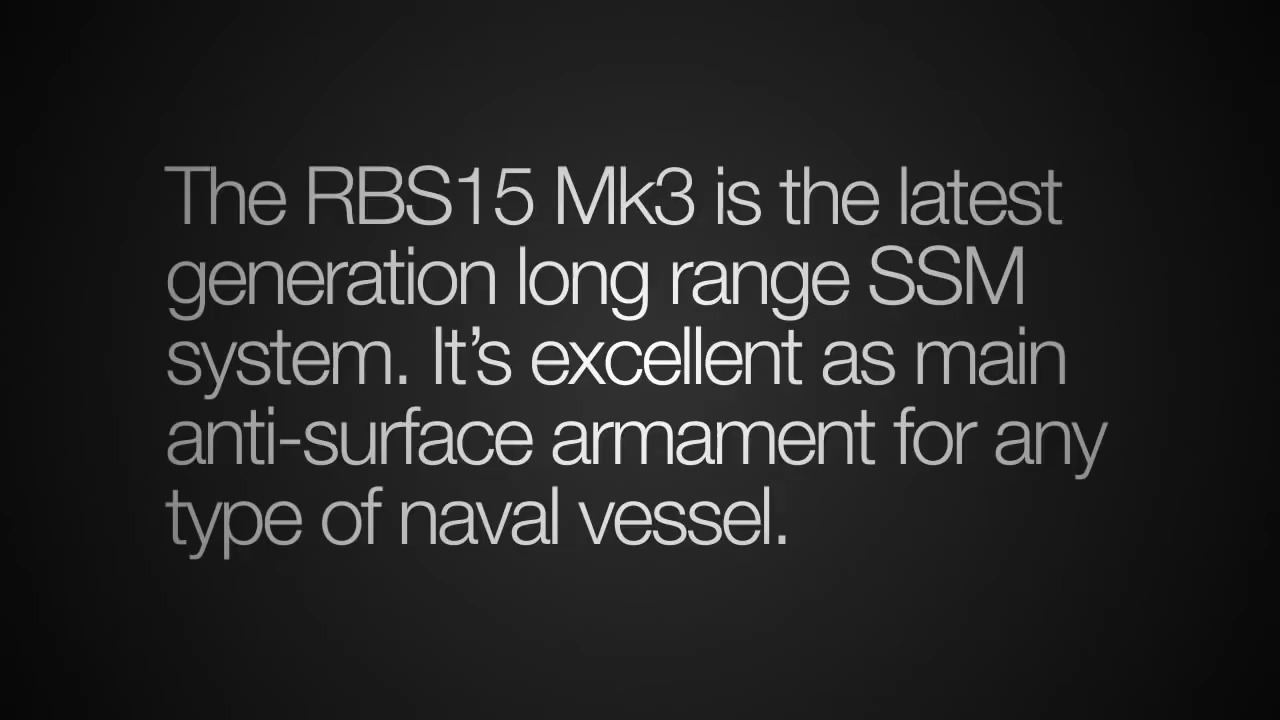 The RBS15 Mk3 is the latest
generation long range SSM
system. It’s excellent as main
anti-surface armament for any
type of naval vessel.